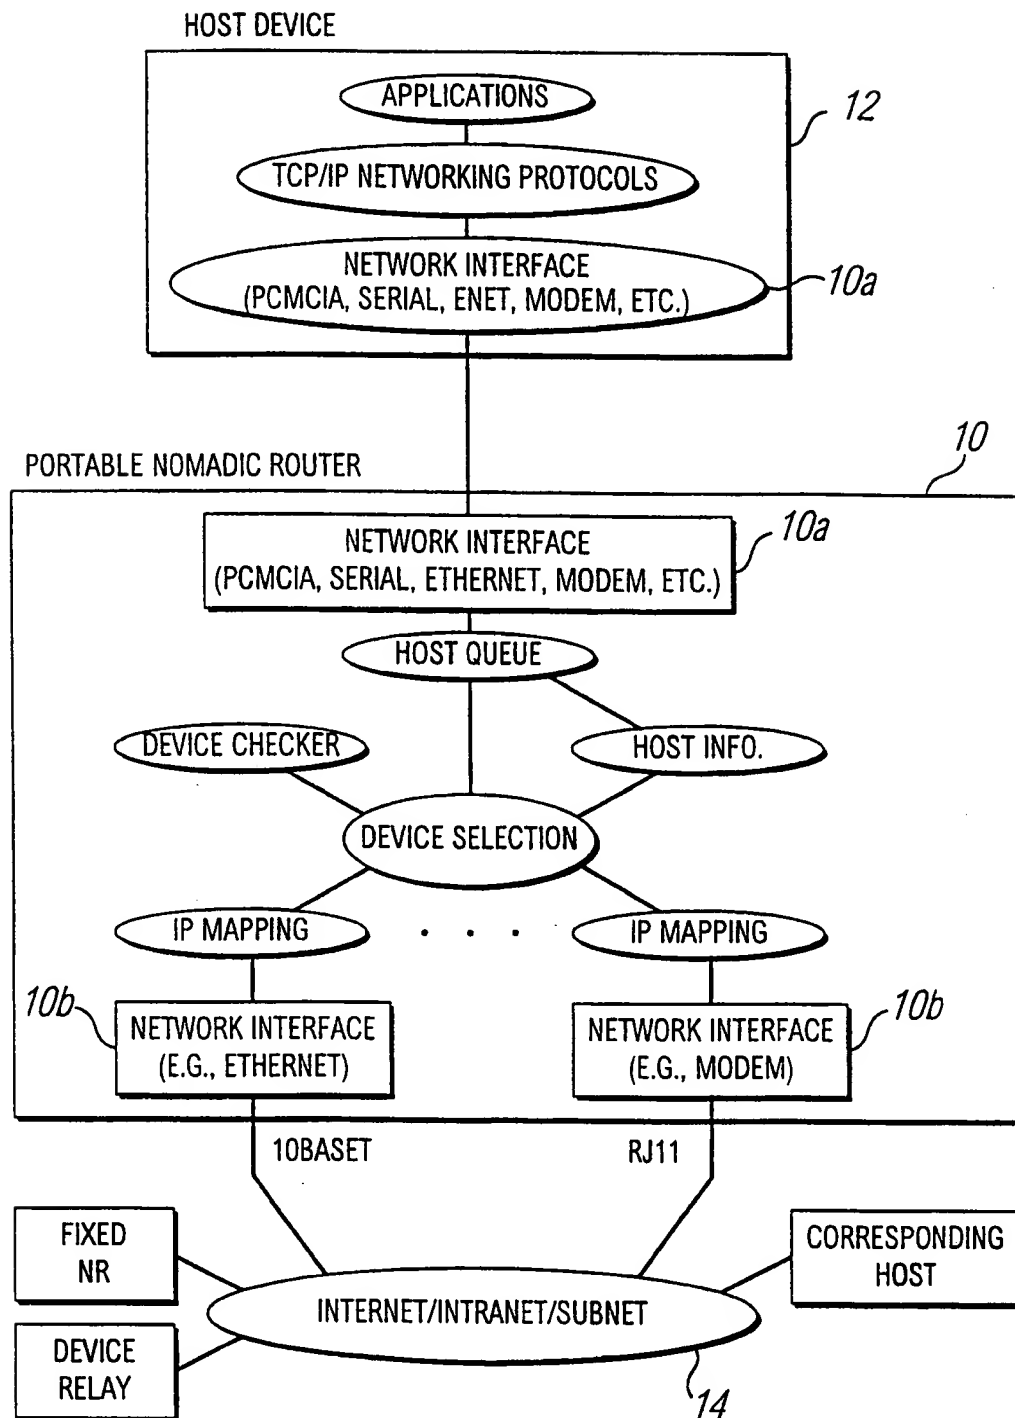 HOST DEVICE
APPLICATIONS
12
TCP/IP NETWORKING PROTOCOLS
NETWORK INTERFACE
(PCMCIA, SERIAL, ENET, MODEM, ETC.)
10a
PORTABLE NOMADIC ROUTER
10
NETWORK INTERFACE
(PCMCIA, SERIAL, ETHERNET, MODEM, ETC.)
10a
HOST QUEUE
DEVICE CHECKER
HOST INFO.
DEVICE SELECTION
IP MAPPING
. . .
IP MAPPING
10b
NETWORK INTERFACE
(E.G., ETHERNET)
NETWORK INTERFACE
(E.G., MODEM)
10b
10BASET
RJ11
FIXED
NR
CORRESPONDING
HOST
INTERNET/INTRANET/SUBNET
DEVICE
RELAY
14